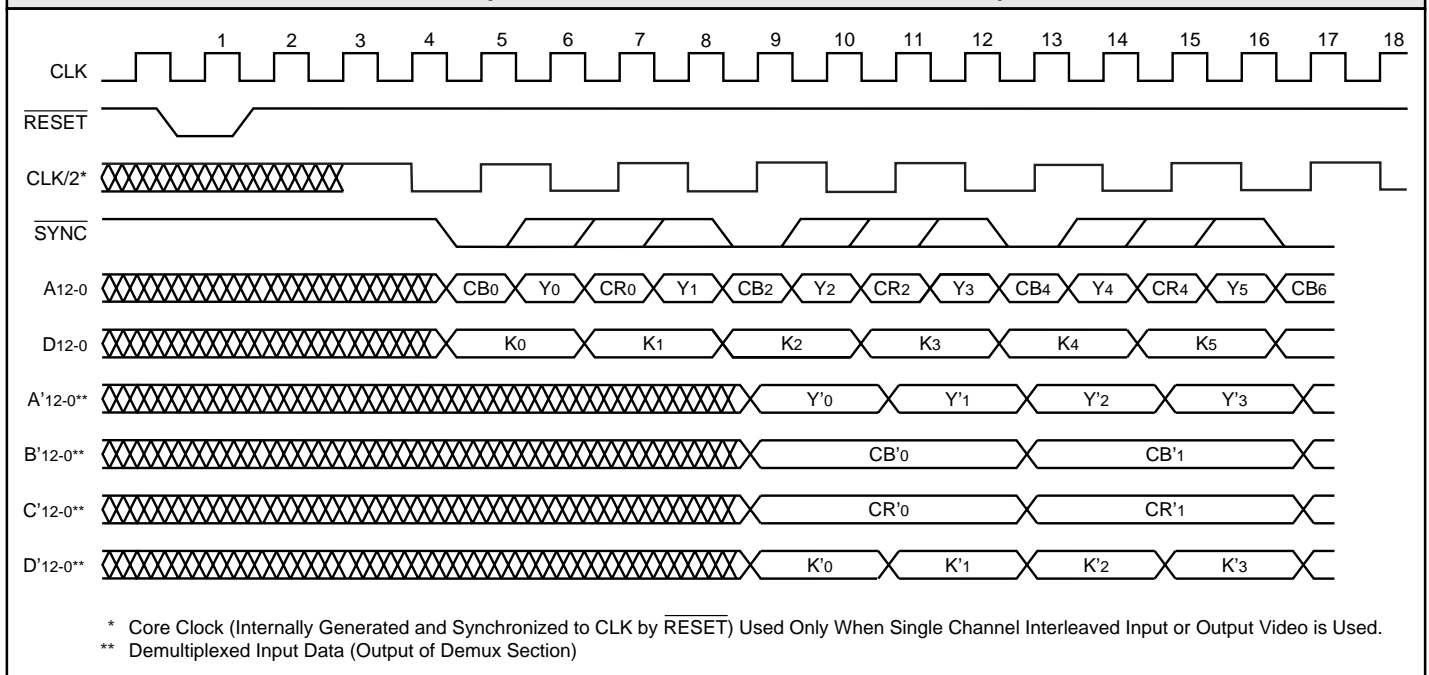 1 2 3 4 5 6 7 8 9 10 11 12 13 14 15 16 17 18
CLK
RESET
CLK/2*
SYNC
A12-0 CB0 Y0 CR0 Y1 CB2 Y2 CR2 Y3 CB4 Y4 CR4 Y5 CB6
D12-0 K0 K1 K2 K3 K4 K5
A’12-0** Y’0 Y’1 Y’2 Y’3
B’12-0** CB’0 CB’1
C’12-0** CR’0 CR’1
D’12-0** K’0 K’1 K’2 K’3
* Core Clock (Internally Generated and Synchronized to CLK by RESET) Used Only When Single Channel Interleaved Input or Output Video is Used.
** Demultiplexed Input Data (Output of Demux Section)